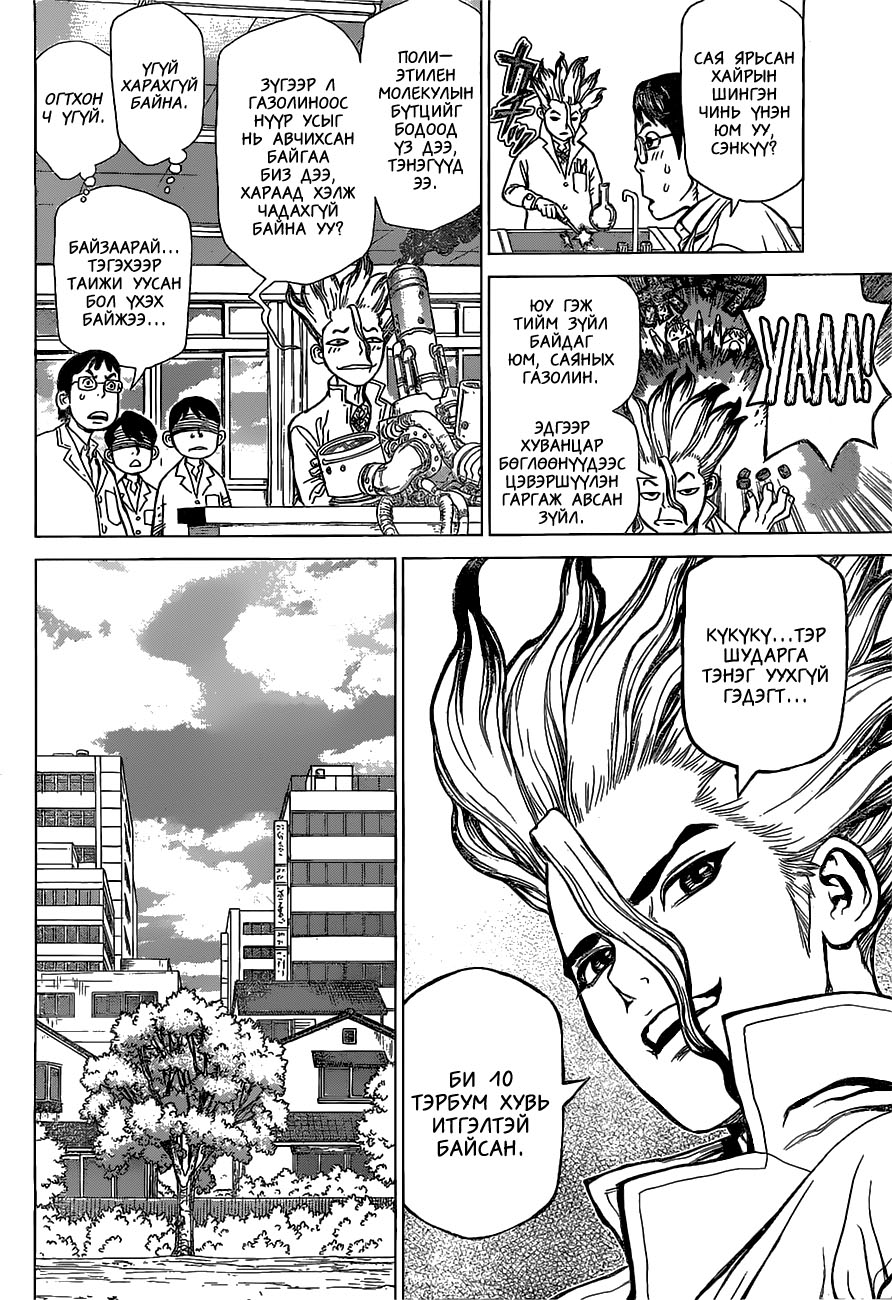 САЯ ЯРЬСАН
ХАЙРЫН
ШИНГЭН
ЧИНЬ ҮНЭН
ЮМ УУ,
СЭНКҮҮ?
УААА!
ЮУ ГЭЖ
ТИЙМ ЗҮЙЛ
БАЙДАГ
ЮМ, САЯНЫХ
ГАЗОЛИН.
ЭДГЭЭР
ХУВАНЦАР
БӨГЛӨӨНҮҮДЭЭС
ЦЭВЭРШҮҮЛЭН
ГАРГАЖ АВСАН
ЗҮЙЛ.
ПОЛИ-
ЭТИЛЕН
МОЛЕКУЛЫН
БҮТЦИЙГ
БОДООД
ҮЗ ДЭЭ,
ТЭНЭГҮҮД
ЭЭ.
ЗҮГЭЭР Л
ГАЗОЛИНООС
НҮҮР УСЫГ
НЬ АВЧИХСАН
БАЙГАА
БИЗ ДЭЭ,
ХАРААД ХЭЛЖ
ЧАДАХГҮЙ
БАЙНА УУ?
ҮГҮЙ
ХАРАХГҮЙ
БАЙНА.
ОГТХОН
Ч ҮГҮЙ.
БАЙЗААРАЙ...
ТЭГЭХЭЭР
ТАИЖИ УУСАН
БОЛ ҮХЭХ
БАЙЖЭЭ...
КҮКҮКҮ...ТЭР
ШУДАРГА
ТЭНЭГ УУХГҮЙ
ГЭДЭГТ...
БИ 10
ТЭРБУМ ХУВЬ
ИТГЭЛТЭЙ
БАЙСАН.